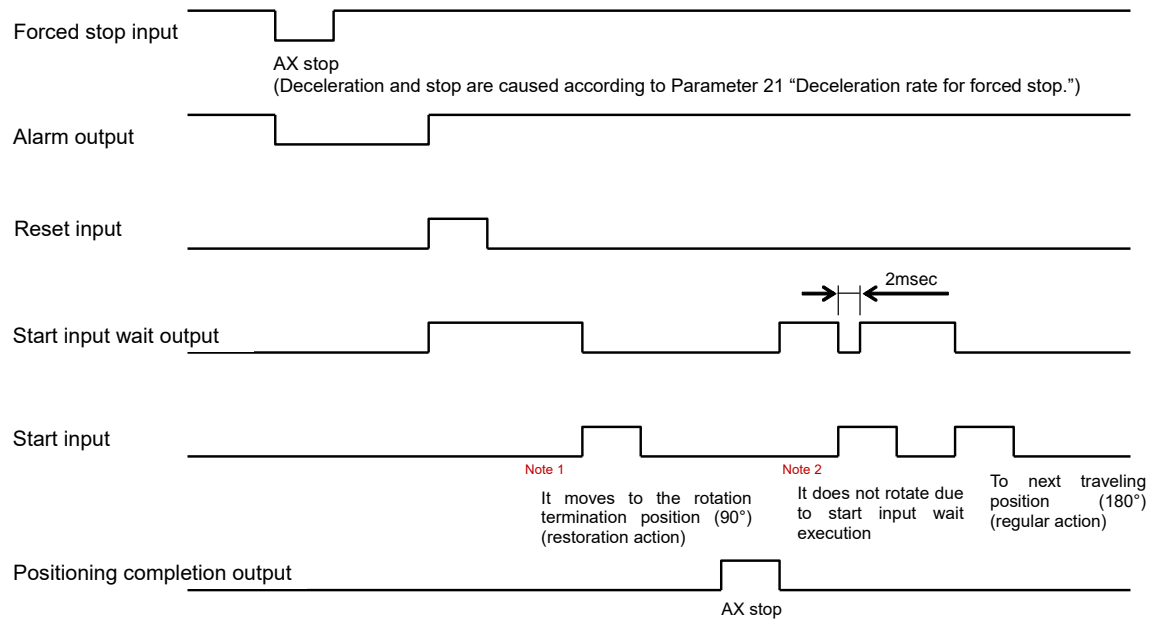 Forced stop input
AX stop
(Deceleration and stop are caused according to Parameter 21 “Deceleration rate for forced stop.”)
Alarm output
Reset input
2msec
Start input wait output
Start input
Note 1
It moves to the rotation
termination position (90°)
(restoration action)
Note 2
It does not rotate due
to start input wait
execution
To next traveling
position (180°)
(regular action)
Positioning completion output
AX stop